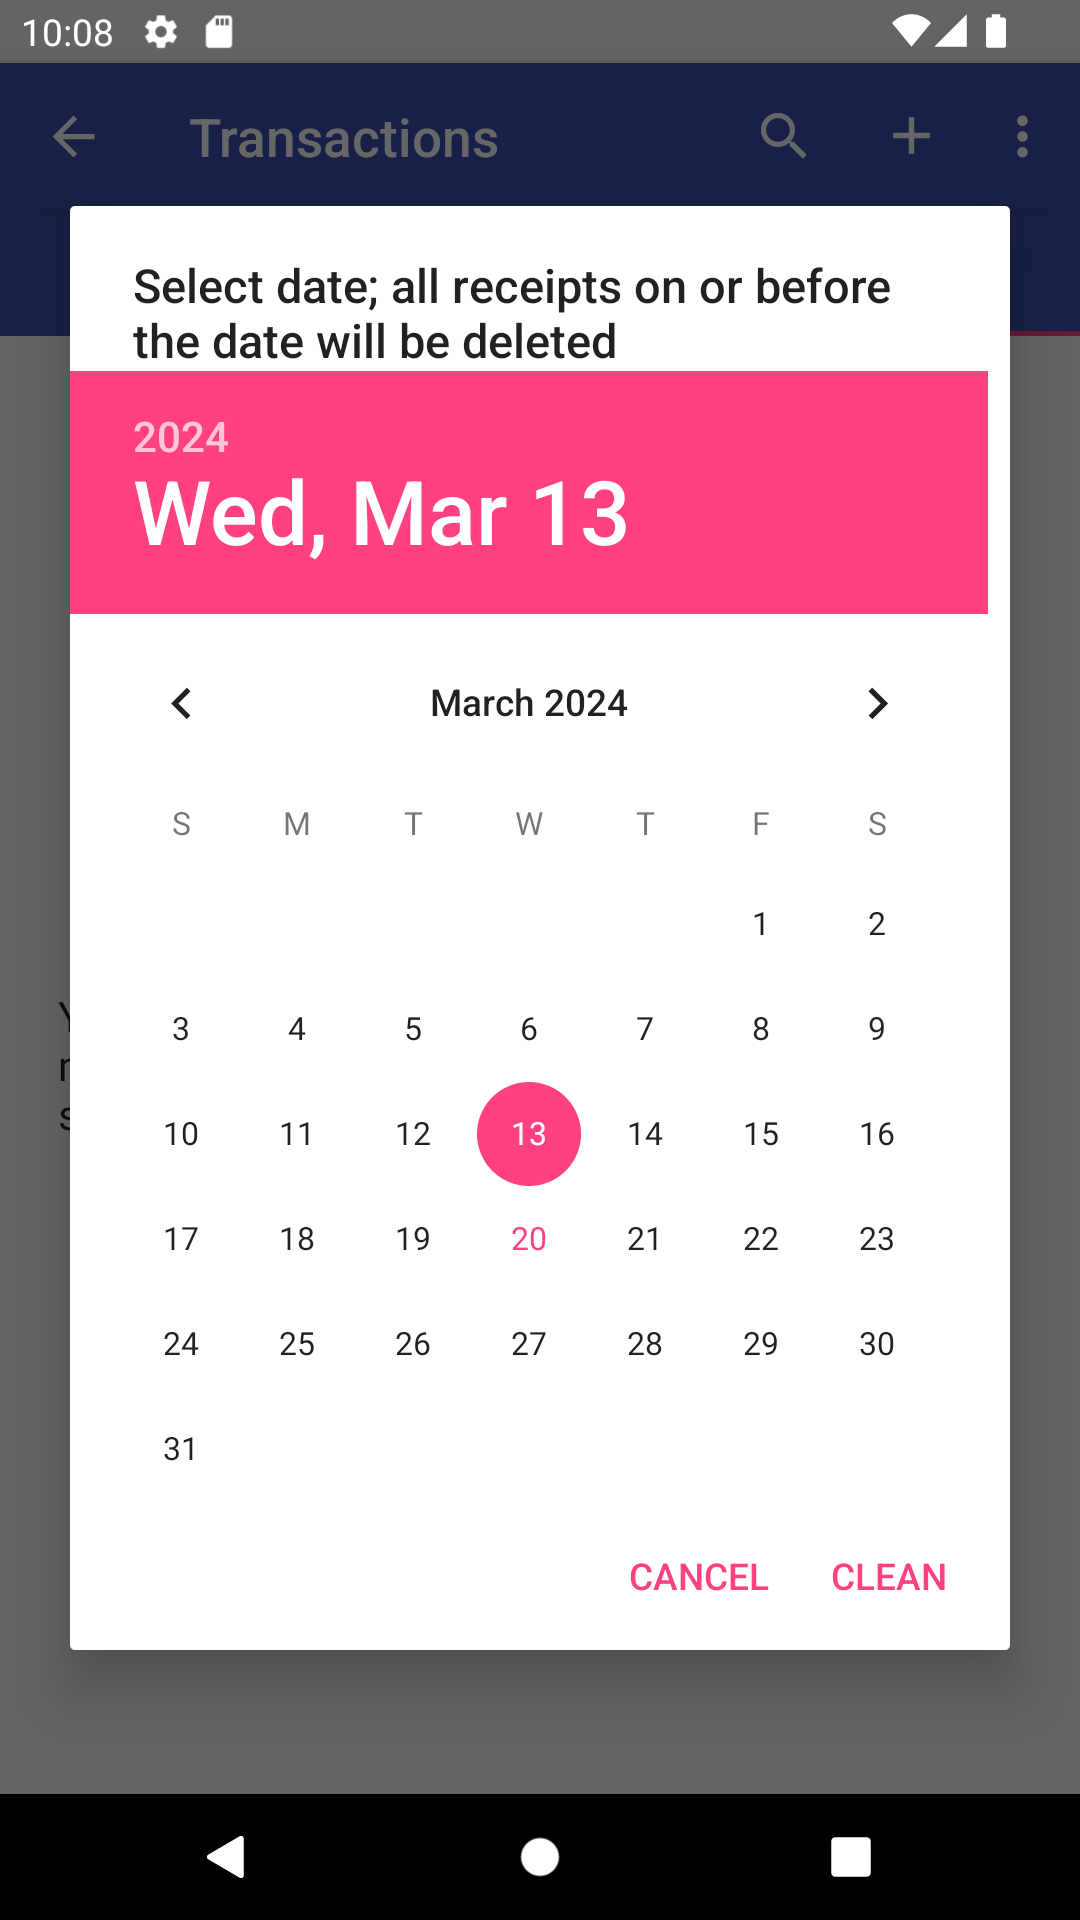 10:08
Transactions
Select date; all receipts on or before
the date will be deleted
2024
Wed, Mar 13
March 2024
S M T W T F S
1 2
3 4 5 6 7 8 9
10 11 12 13 14 15 16
17 18 19 20 21 22 23
24 25 26 27 28 29 30
31
CANCEL CLEAN